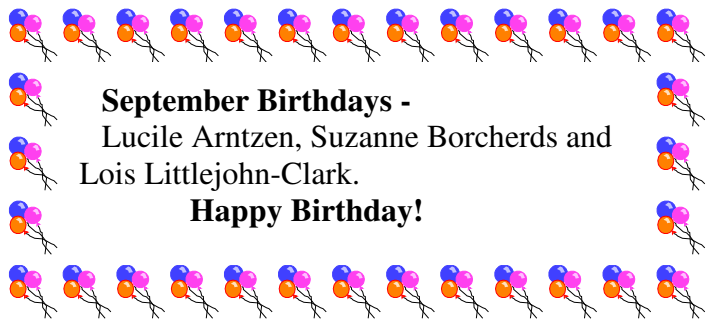 September Birthdays -
Lucile Arntzen, Suzanne Borcherds and
Lois Littlejohn-Clark.
Happy Birthday!